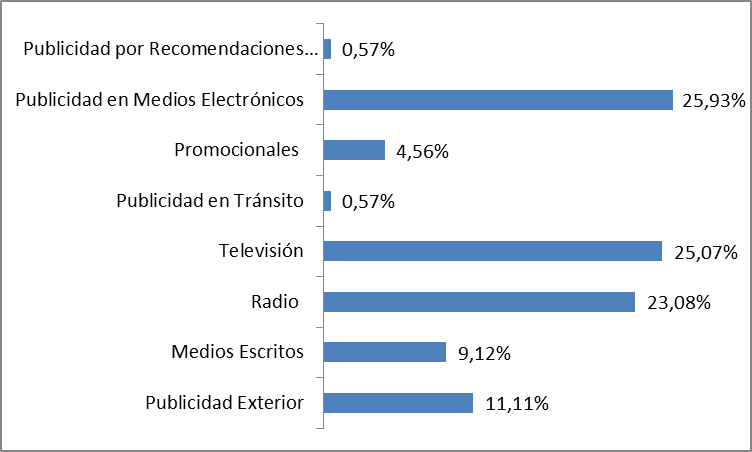 Publicidad por Recomendaciones... 0,57%
Publicidad en Medios Electrónicos 25,93%
Promocionales 4,56%
Publicidad en Tránsito 0,57%
Televisión 25,07%
Radio 23,08%
Medios Escritos 9,12%
Publicidad Exterior 11,11%